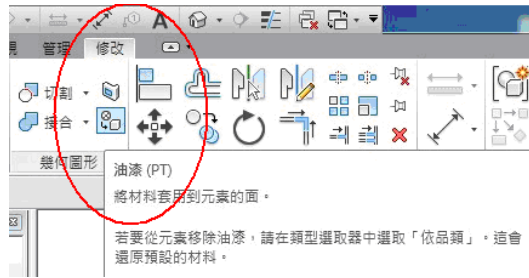 A
管理 修改
切割
接合
幾何圖形
油漆 (PT)
將材料套用到元素的面。
若要從元素移除油漆，請在類型選取器中選取「依品類」。這會
還原預設的材料。